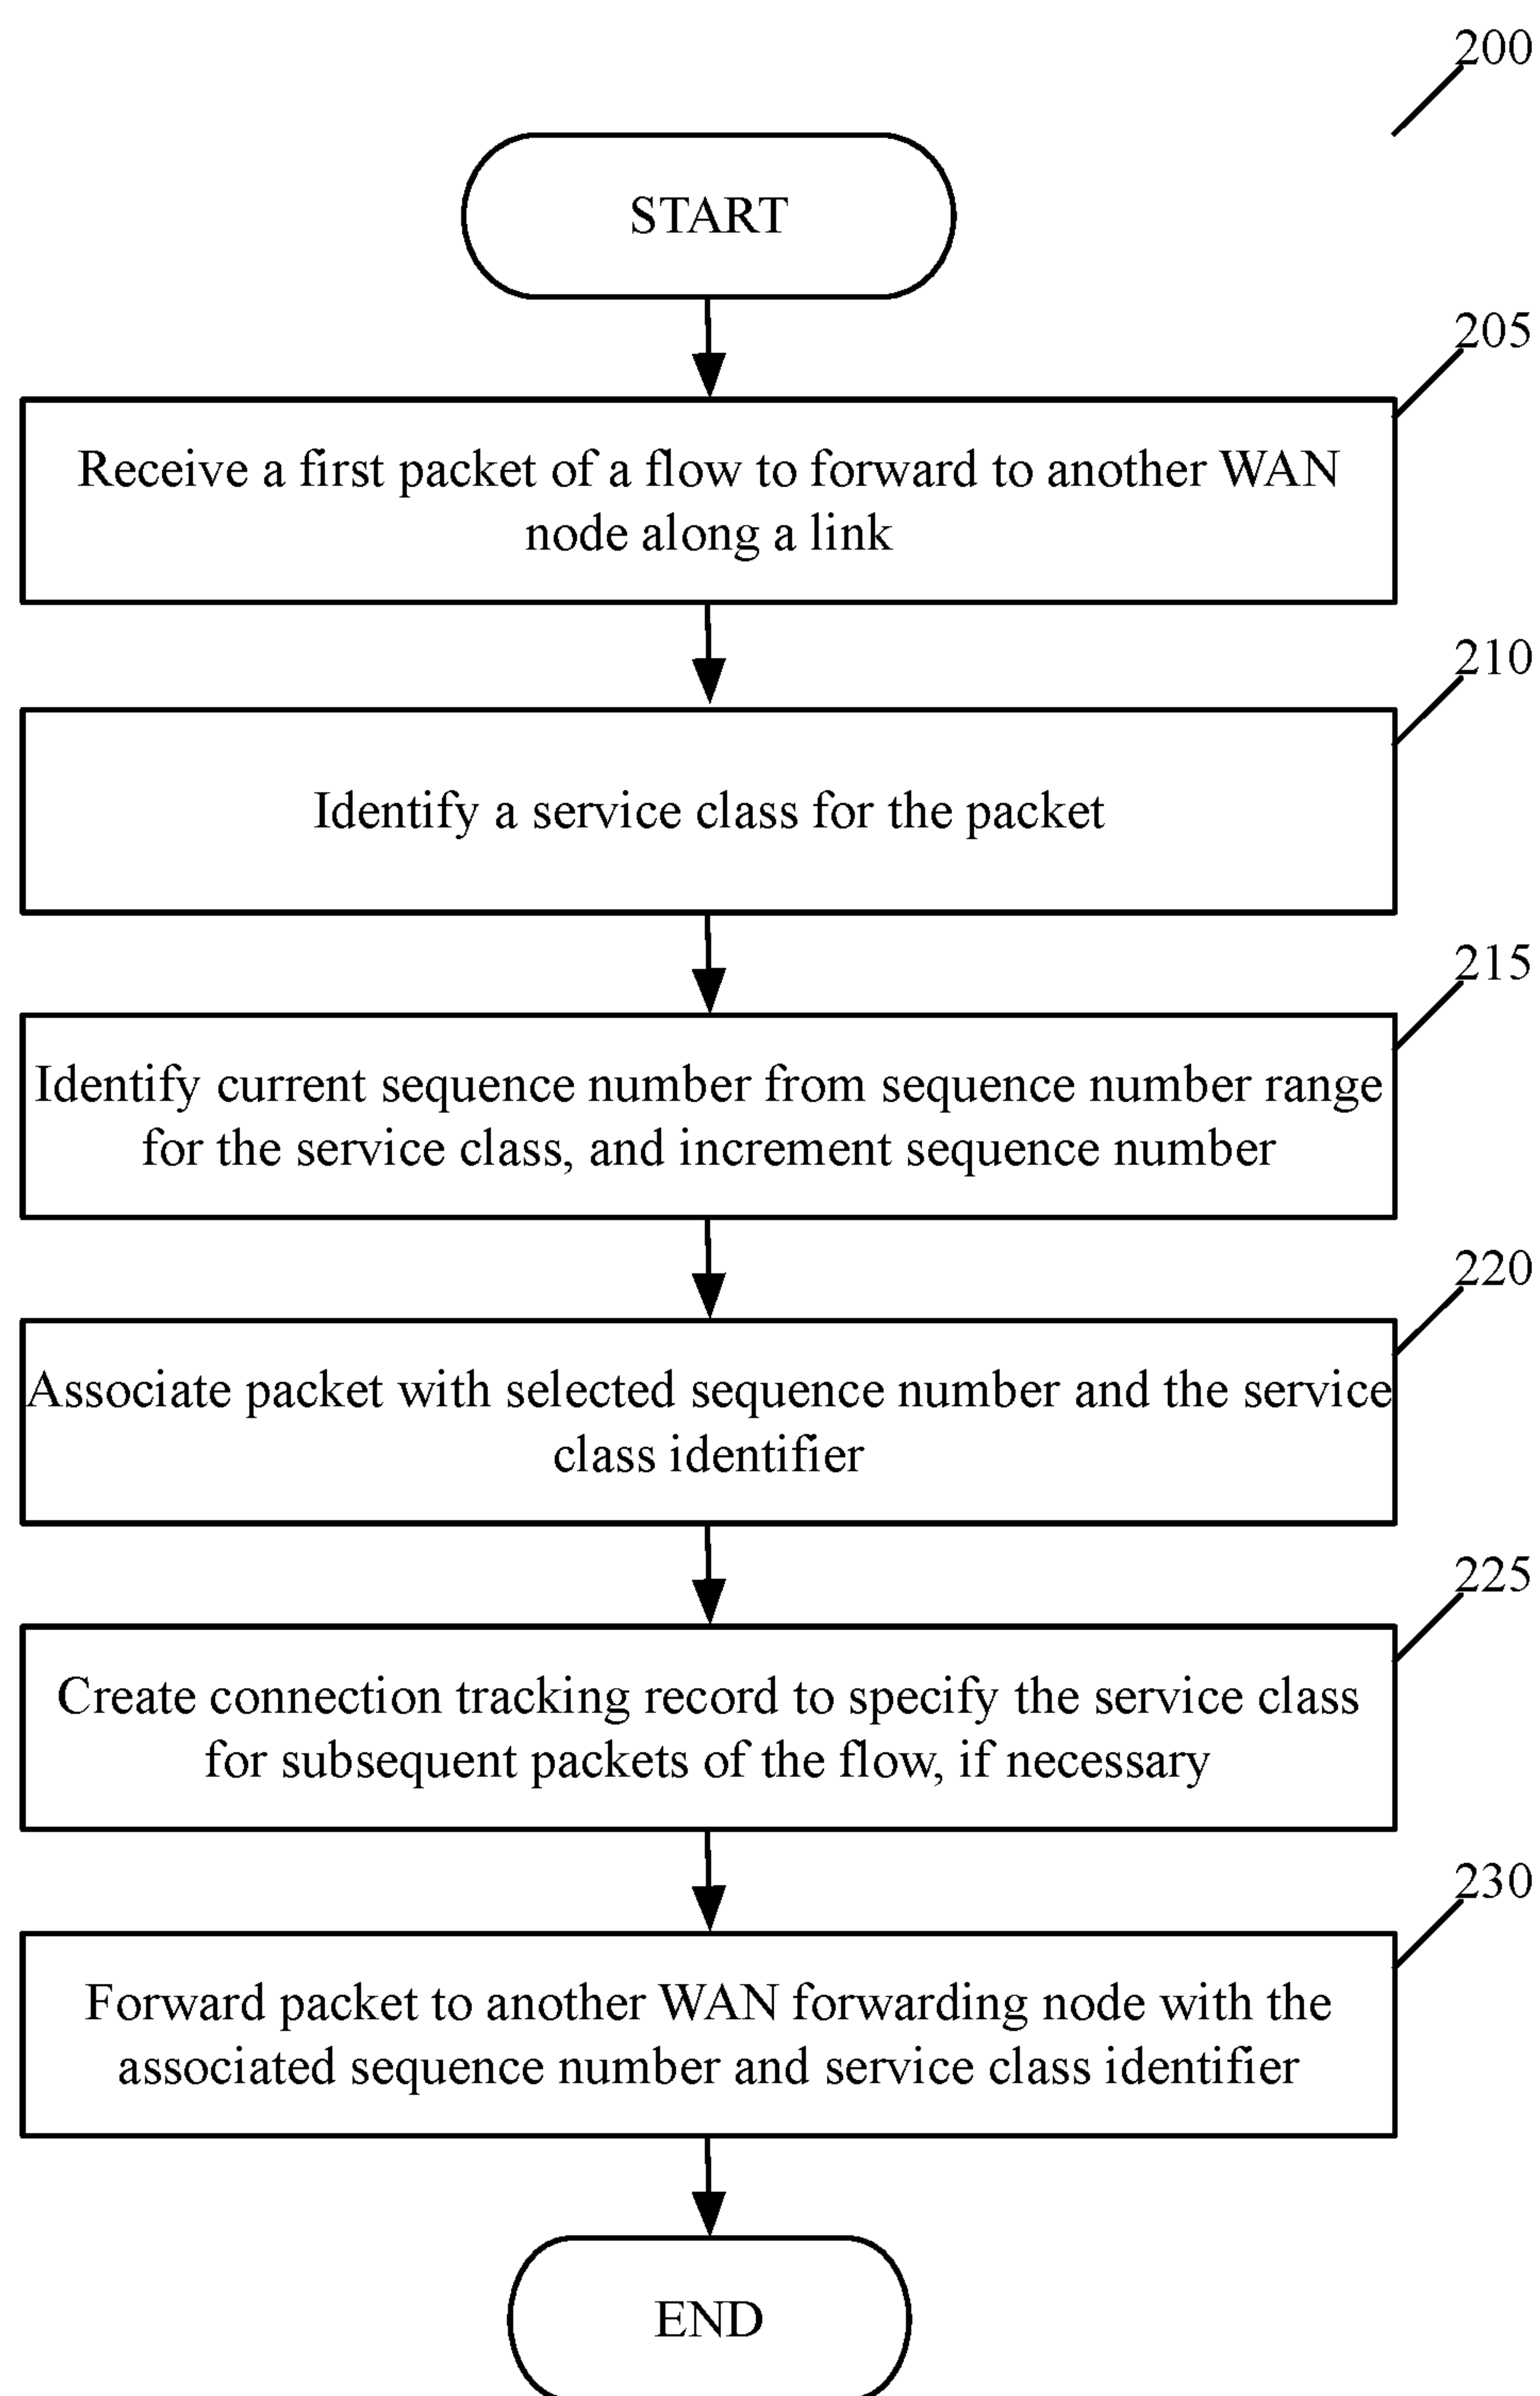 200
START
205
Receive a first packet of a flow to forward to another WAN
node along a link
210
Identify a service class for the packet
215
Identify current sequence number from sequence number range
for the service class, and increment sequence number
220
Associate packet with selected sequence number and the service
class identifier
225
Create connection tracking record to specify the service class
for subsequent packets of the flow, if necessary
230
Forward packet to another WAN forwarding node with the
associated sequence number and service class identifier
END